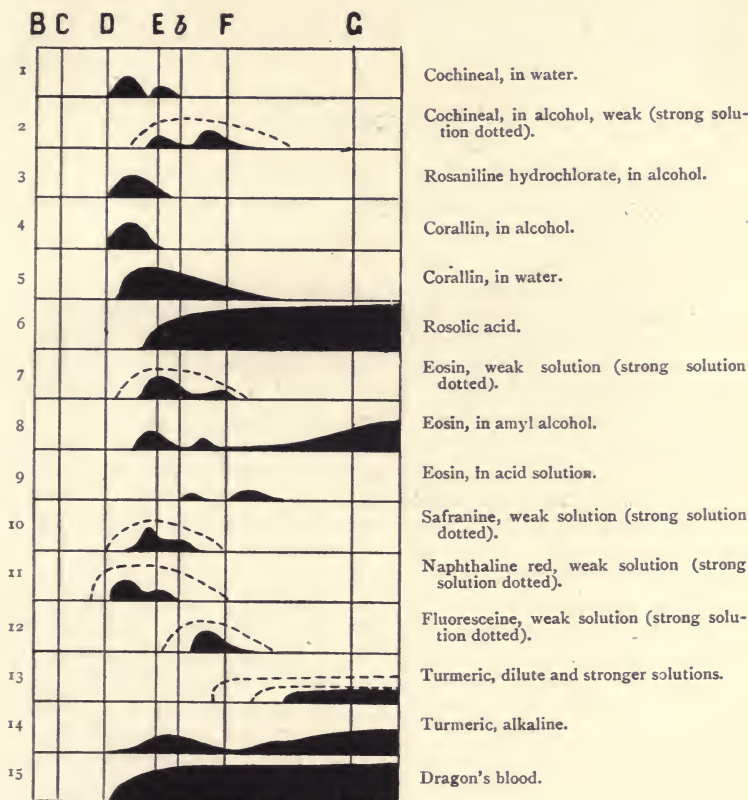 B C D E b F G
1 Cochineal, in water.
2 Cochineal, in alcohol, weak (strong solu-
tion dotted).
3 Rosaniline hydrochlorate, in alcohol.
4 Corallin, in alcohol.
5 Corallin, in water.
6 Rosolic acid.
7 Eosin, weak solution (strong solution
dotted).
8 Eosin, in amyl alcohol.
9 Eosin, in acid solution.
10 Safranine, weak solution (strong solution
dotted).
11 Naphthaline red, weak solution (strong
solution dotted).
12 Fluoresceine, weak solution (strong solu-
tion dotted).
13 Turmeric, dilute and stronger solutions.
14 Turmeric, alkaline.
15 Dragon's blood.